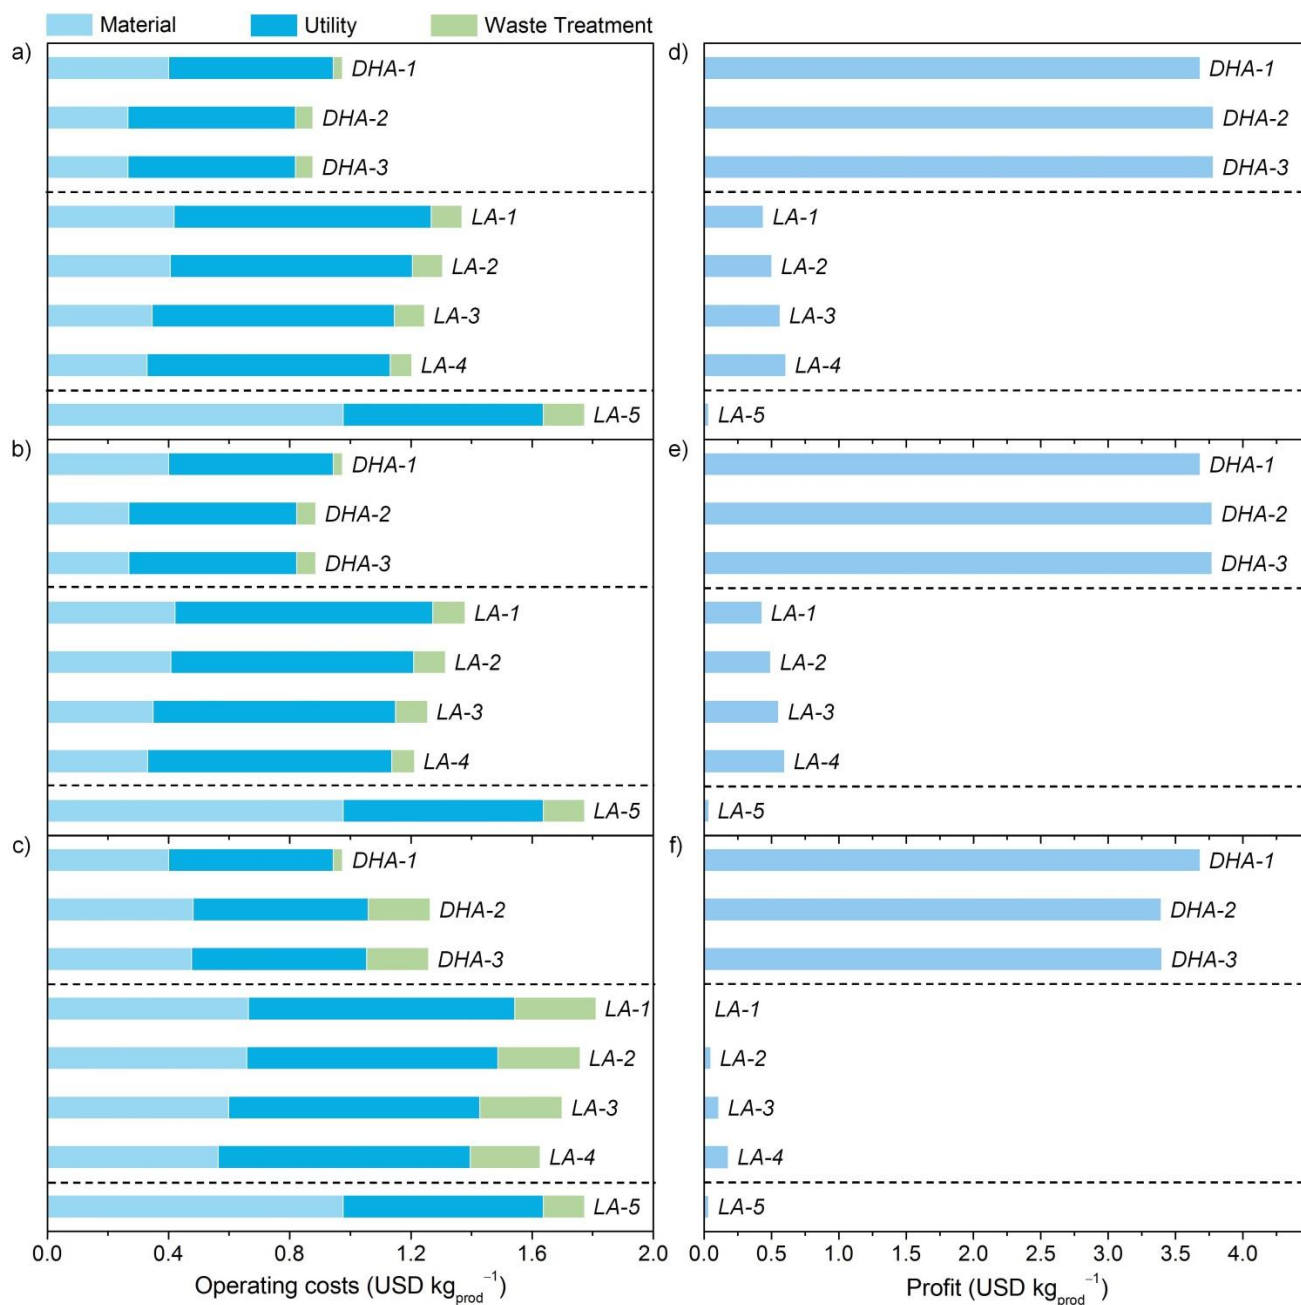 Material Utility Waste Treatment
a)
DHA-1
DHA-2
DHA-3
LA-1
LA-2
LA-3
LA-4
LA-5
b)
DHA-1
DHA-2
DHA-3
LA-1
LA-2
LA-3
LA-4
LA-5
c)
DHA-1
DHA-2
DHA-3
LA-1
LA-2
LA-3
LA-4
LA-5
0.0 0.4 0.8 1.2 1.6 2.0
Operating costs (USD kg_prod⁻¹)
d)
DHA-1
DHA-2
DHA-3
LA-1
LA-2
LA-3
LA-4
LA-5
e)
DHA-1
DHA-2
DHA-3
LA-1
LA-2
LA-3
LA-4
LA-5
f)
DHA-1
DHA-2
DHA-3
LA-1
LA-2
LA-3
LA-4
LA-5
0.0 0.5 1.0 1.5 2.0 2.5 3.0 3.5 4.0
Profit (USD kg_prod⁻¹)